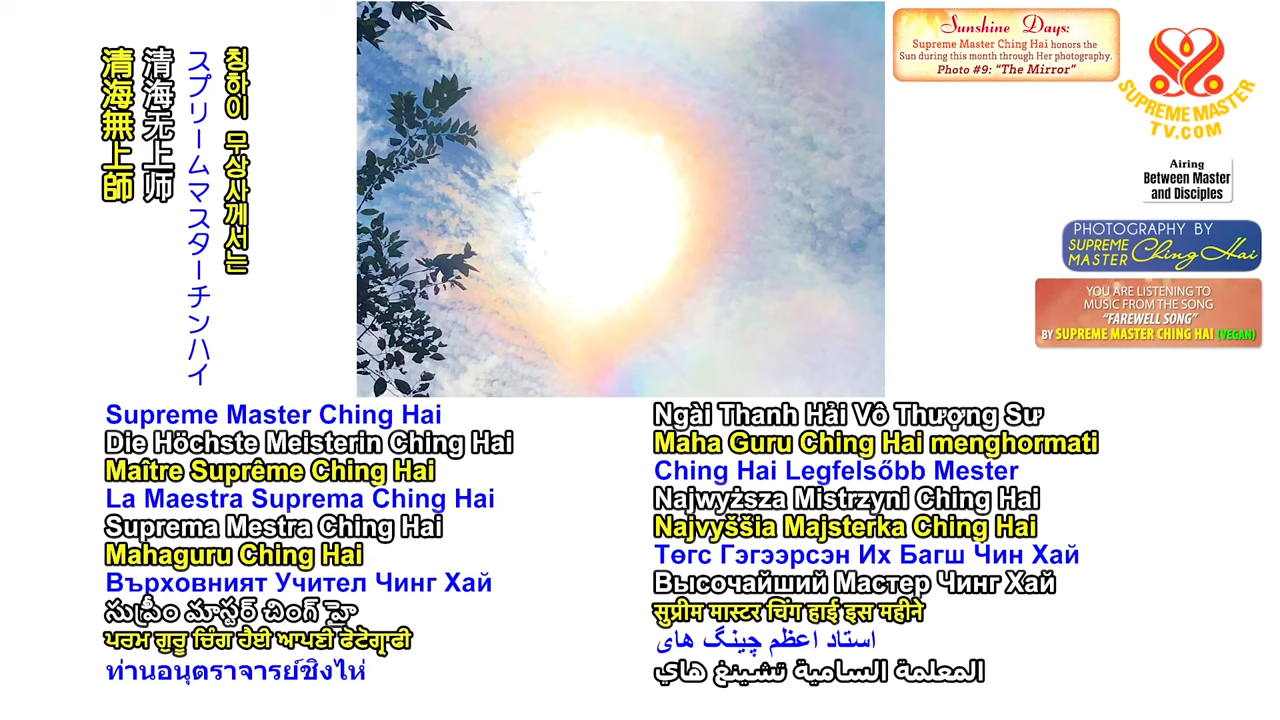 清海無上師
清海无上师
スプリームマスターチンハイ
칭하이 무상사께서는
Sunshine Days:
Supreme Master Ching Hai honors the
Sun during this month through Her photography.
Photo #9: “The Mirror”
SUPREME MASTER
TV.COM
Airing
Between Master
and Disciples
PHOTOGRAPHY BY
SUPREME
MASTER Ching Hai
YOU ARE LISTENING TO
MUSIC FROM THE SONG
“FAREWELL SONG”
BY SUPREME MASTER CHING HAI (VEGAN)
Supreme Master Ching Hai
Die Höchste Meisterin Ching Hai
Maître Suprême Ching Hai
La Maestra Suprema Ching Hai
Suprema Mestra Ching Hai
Mahaguru Ching Hai
Върховният Учител Чинг Хай
సుప్రీం మాస్టర్ చింగ్ హై
ਪਰਮ ਗੁਰੂ ਚਿੰਗ ਹੈਈ ਆਪਣੀ ਫੋਟੋਗ੍ਰਾਫੀ
ท่านอนุตราจารย์ชิงไห่
Ngài Thanh Hải Vô Thượng Sư
Maha Guru Ching Hai menghormati
Ching Hai Legfelsőbb Mester
Najwyższa Mistrzyni Ching Hai
Najvyššia Majsterka Ching Hai
Төгс Гэгээрсэн Их Багш Чин Хай
Высочайший Мастер Чинг Хай
सुप्रीम मास्टर चिंग हाई इस महीने
استاد اعظم چینگ های
المعلمة السامية تشينغ هاي